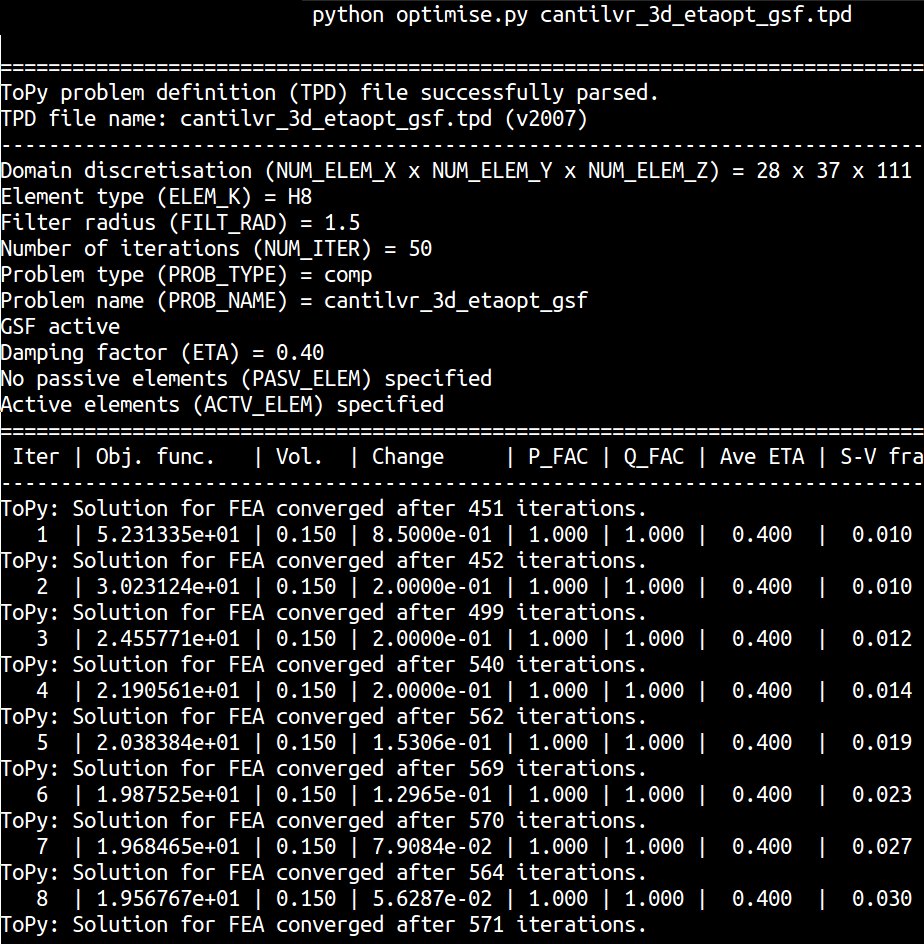 python optimise.py cantilvr_3d_etaopt_gsf.tpd
===============================================================================
ToPy problem definition (TPD) file successfully parsed.
TPD file name: cantilvr_3d_etaopt_gsf.tpd (v2007)
-------------------------------------------------------------------------------
Domain discretisation (NUM_ELEM_X x NUM_ELEM_Y x NUM_ELEM_Z) = 28 x 37 x 111
Element type (ELEM_K) = H8
Filter radius (FILT_RAD) = 1.5
Number of iterations (NUM_ITER) = 50
Problem type (PROB_TYPE) = comp
Problem name (PROB_NAME) = cantilvr_3d_etaopt_gsf
GSF active
Damping factor (ETA) = 0.40
No passive elements (PASV_ELEM) specified
Active elements (ACTV_ELEM) specified
===============================================================================
Iter | Obj. func. | Vol. | Change | P_FAC | Q_FAC | Ave ETA | S-V fra
-------------------------------------------------------------------------------
ToPy: Solution for FEA converged after 451 iterations.
1 | 5.231335e+01 | 0.150 | 8.5000e-01 | 1.000 | 1.000 | 0.400 | 0.010
ToPy: Solution for FEA converged after 452 iterations.
2 | 3.023124e+01 | 0.150 | 2.0000e-01 | 1.000 | 1.000 | 0.400 | 0.010
ToPy: Solution for FEA converged after 499 iterations.
3 | 2.455771e+01 | 0.150 | 2.0000e-01 | 1.000 | 1.000 | 0.400 | 0.012
ToPy: Solution for FEA converged after 540 iterations.
4 | 2.190561e+01 | 0.150 | 2.0000e-01 | 1.000 | 1.000 | 0.400 | 0.014
ToPy: Solution for FEA converged after 562 iterations.
5 | 2.038384e+01 | 0.150 | 1.5306e-01 | 1.000 | 1.000 | 0.400 | 0.019
ToPy: Solution for FEA converged after 569 iterations.
6 | 1.987525e+01 | 0.150 | 1.2965e-01 | 1.000 | 1.000 | 0.400 | 0.023
ToPy: Solution for FEA converged after 570 iterations.
7 | 1.968465e+01 | 0.150 | 7.9084e-02 | 1.000 | 1.000 | 0.400 | 0.027
ToPy: Solution for FEA converged after 564 iterations.
8 | 1.956767e+01 | 0.150 | 5.6287e-02 | 1.000 | 1.000 | 0.400 | 0.030
ToPy: Solution for FEA converged after 571 iterations.